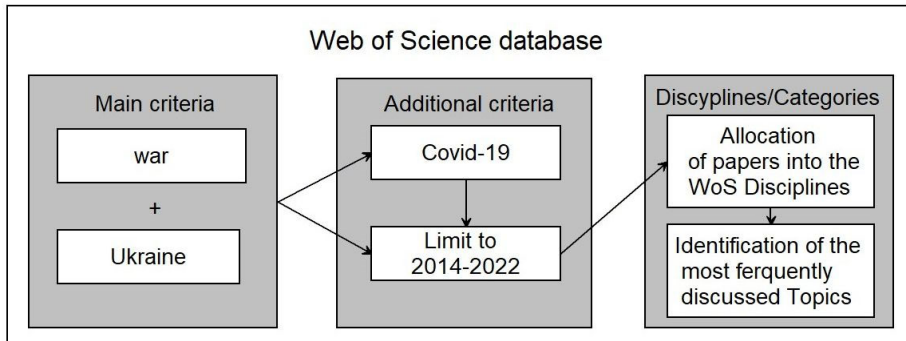 Web of Science database
Main criteria
war
+
Ukraine
Additional criteria
Covid-19
Limit to
2014-2022
Discyplines/Categories
Allocation
of papers into the
WoS Disciplines
Identification of the
most ferquently
discussed Topics